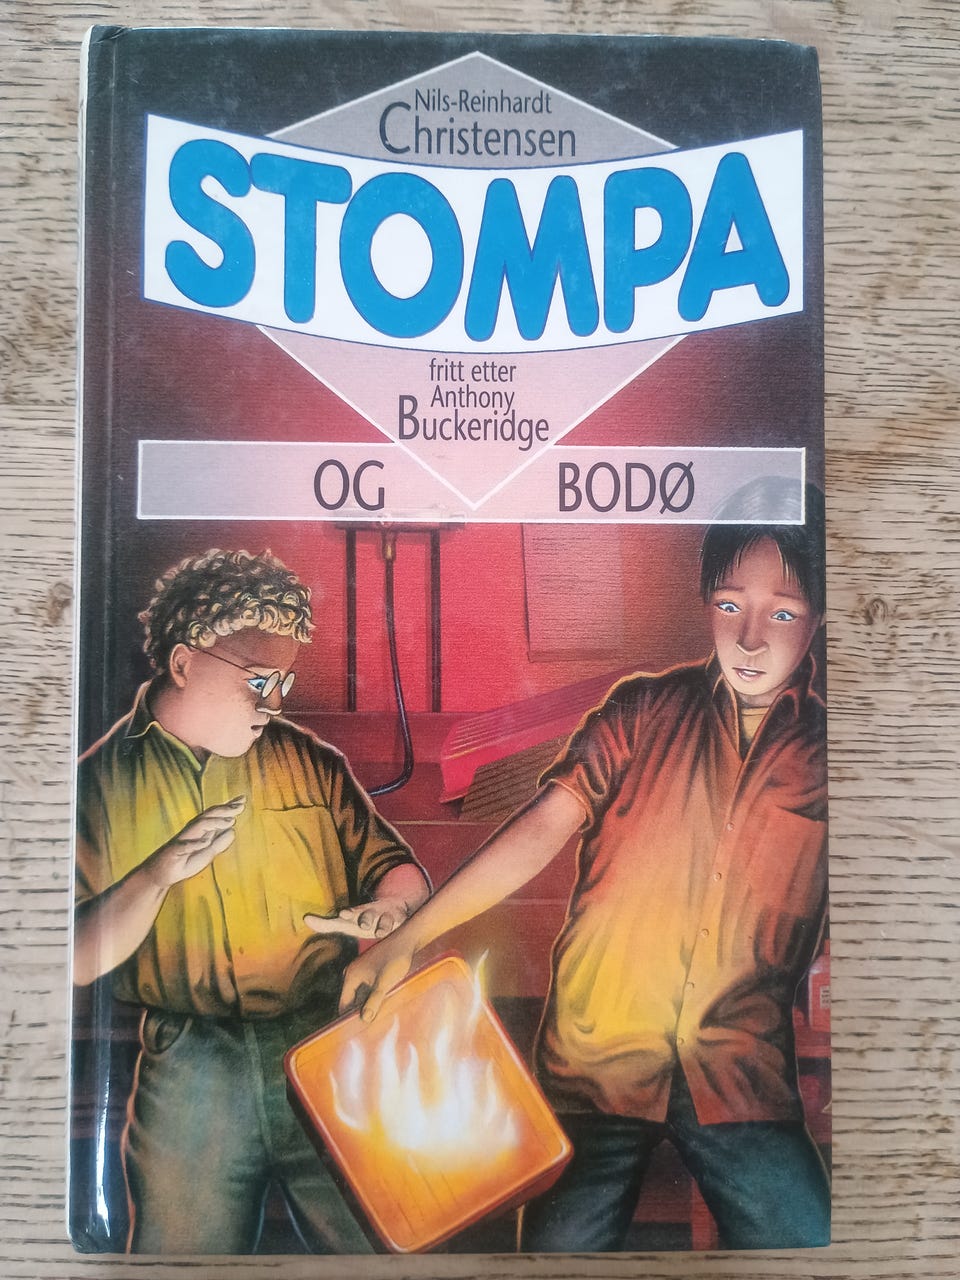 Nils-Reinhardt
Christensen
STOMPA
fritt etter
Anthony
Buckeridge
OG BODØ